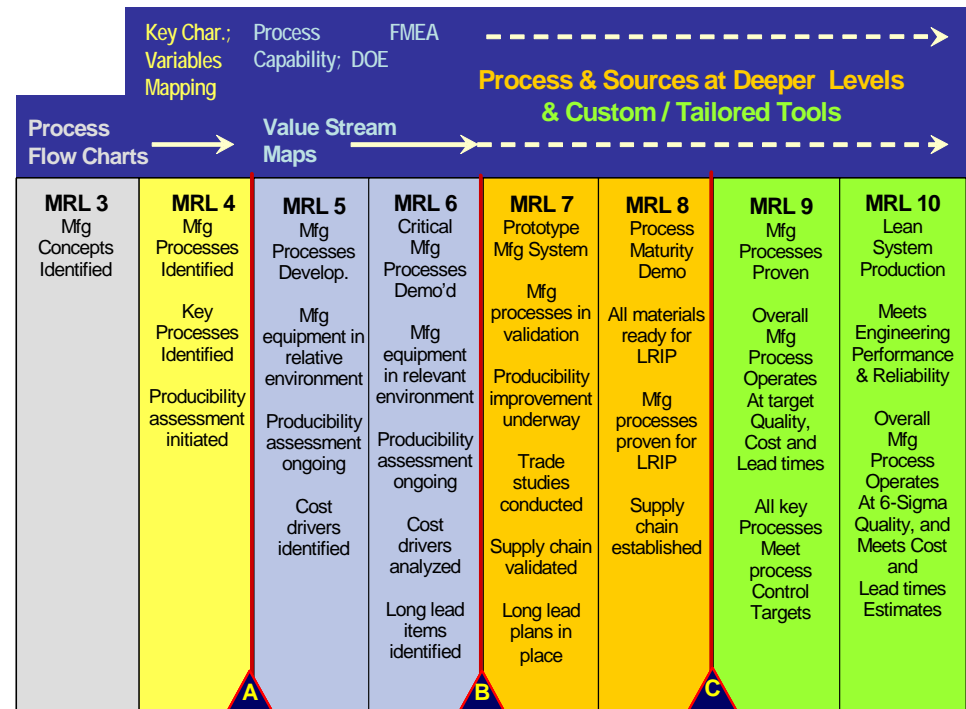 Key Char.;
Variables
Mapping
Process FMEA
Capability; DOE
Process & Sources at Deeper Levels
& Custom / Tailored Tools
Process
Flow Charts
Value Stream
Maps
MRL 3
Mfg
Concepts
Identified
MRL 4
Mfg
Processes
Identified
Key
Processes
Identified
Producibility
assessment
initiated
MRL 5
Mfg
Processes
Develop.
Mfg
equipment in
relative
environment
Producibility
assessment
ongoing
Cost
drivers
identified
MRL 6
Critical
Mfg
Processes
Demo'd
Mfg
equipment
in relevant
environment
Producibility
assessment
ongoing
Cost
drivers
analyzed
Long lead
items
identified
MRL 7
Prototype
Mfg System
Mfg
processes in
validation
Producibility
improvement
underway
Trade
studies
conducted
Supply chain
validated
Long lead
plans in
place
MRL 8
Process
Maturity
Demo
All materials
ready for
LRIP
Mfg
processes
proven for
LRIP
Supply
chain
established
MRL 9
Mfg
Processes
Proven
Overall
Mfg
Process
Operates
At target
Quality,
Cost and
Lead times
All key
Processes
Meet
process
Control
Targets
MRL 10
Lean
System
Production
Meets
Engineering
Performance
& Reliability
Overall
Mfg
Process
Operates
At 6-Sigma
Quality, and
Meets Cost
and
Lead times
Estimates
A
B
C